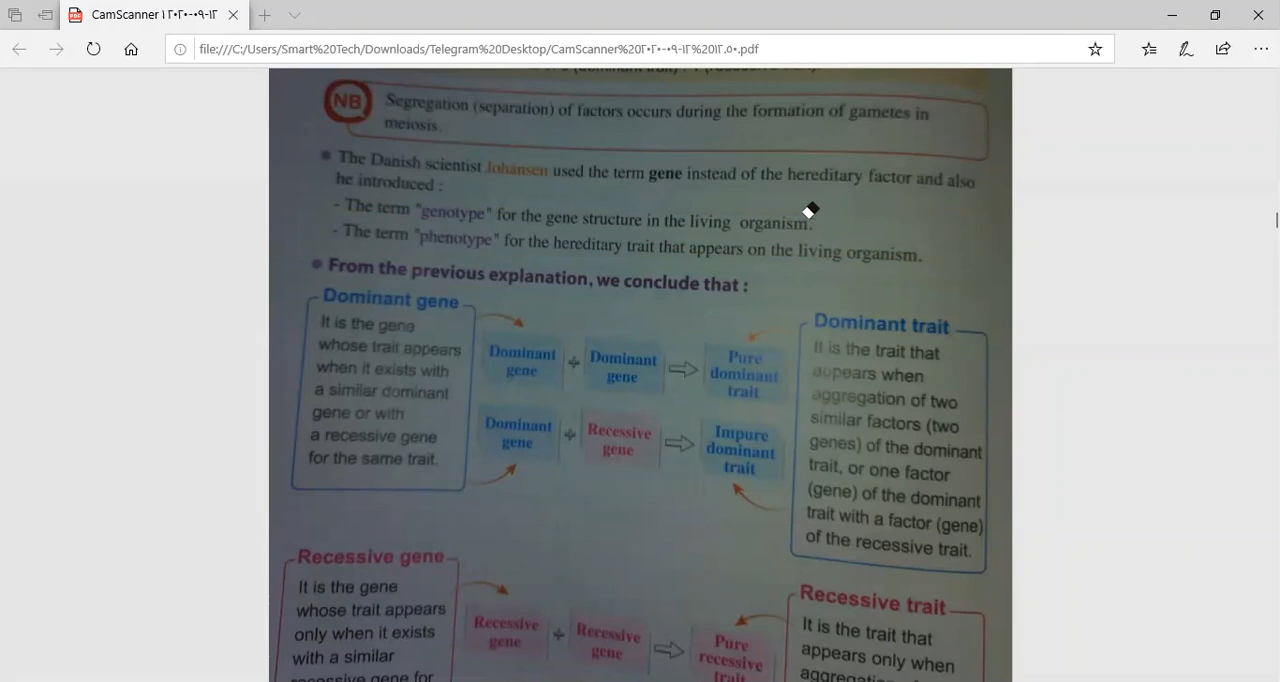 CamScanner ١٢-٠٩-٢٠٢٠ ١
file:///C:/Users/Smart%20Tech/Downloads/Telegram%20Desktop/CamScanner%20
.pdf
NB
Segregation (separation) of factors occurs during the formation of gametes in
meiosis.
* The Danish scientist Johansen used the term gene instead of the hereditary factor and also
he introduced :
- The term "genotype" for the gene structure in the living organism.
- The term "phenotype" for the hereditary trait that appears on the living organism.
* From the previous explanation, we conclude that :
Dominant gene
It is the gene
whose trait appears
when it exists with
a similar dominant
gene or with
a recessive gene
for the same trait.
Dominant gene + Dominant gene ⇨ Pure dominant trait
Dominant gene + Recessive gene ⇨ Impure dominant trait
Dominant trait
It is the trait that
appears when
aggregation of two
similar factors (two
genes) of the dominant
trait, or one factor
(gene) of the dominant
trait with a factor (gene)
of the recessive trait.
Recessive gene
It is the gene
whose trait appears
only when it exists
with a similar
recessive gene for
Recessive gene + Recessive gene ⇨ Pure recessive trait
Recessive trait
It is the trait that
appears only when